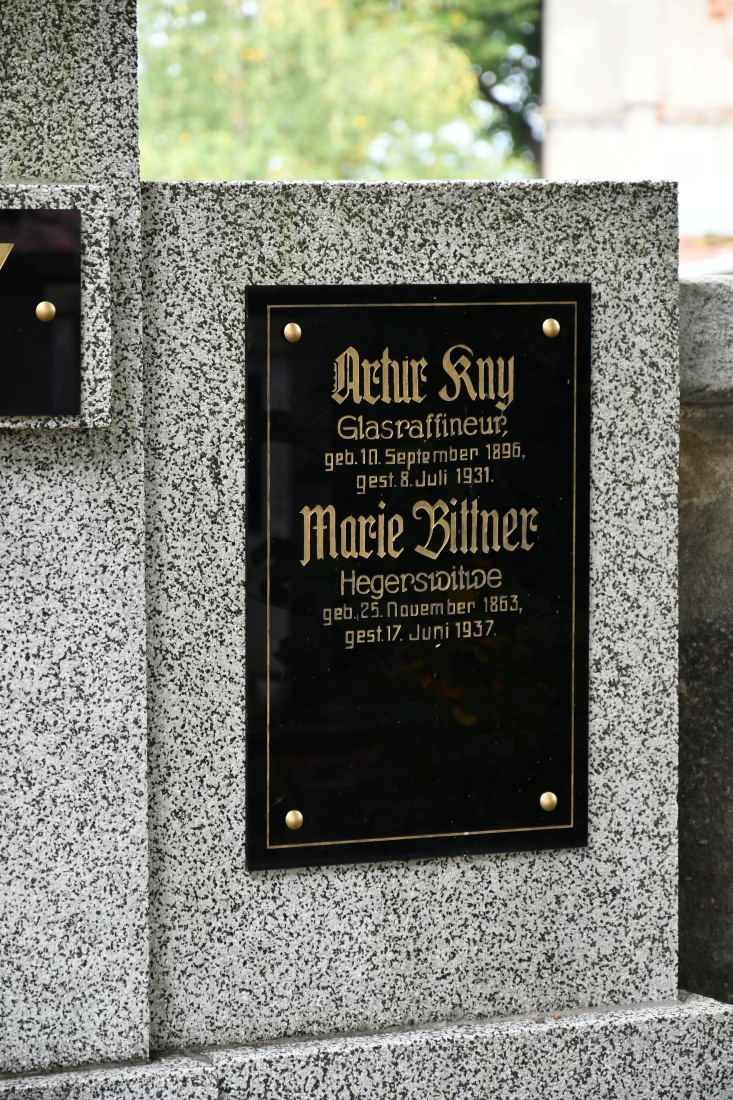 Artur Kny
Glasraffineur,
geb. 10. September 1896,
gest. 8. Juli 1931.
Marie Bittner
Hegerswitwe
geb. 25. November 1863,
gest. 17. Juni 1937.